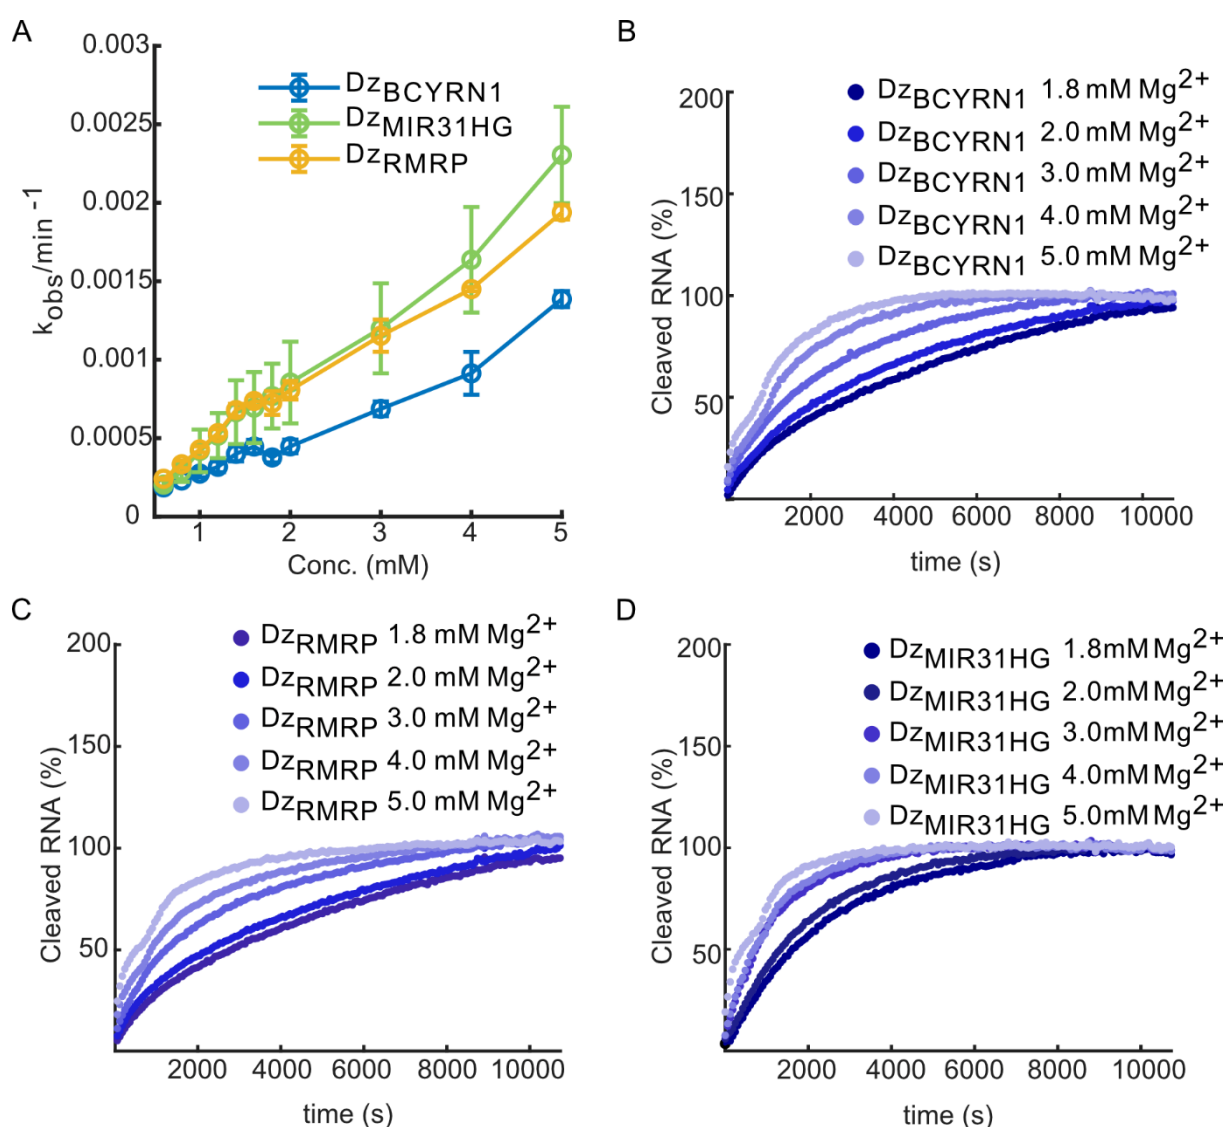 A
0.003
0.0025
0.002
0.0015
0.001
0.0005
0
kobs/min-1
DzBCYRN1
DzMIR31HG
DzRMRP
1 2 3 4 5
Conc. (mM)
B
200
150
100
50
Cleaved RNA (%)
DzBCYRN1 1.8 mM Mg2+
DzBCYRN1 2.0 mM Mg2+
DzBCYRN1 3.0 mM Mg2+
DzBCYRN1 4.0 mM Mg2+
DzBCYRN1 5.0 mM Mg2+
2000 4000 6000 8000 10000
time (s)
C
200
150
100
50
Cleaved RNA (%)
DzRMRP 1.8 mM Mg2+
DzRMRP 2.0 mM Mg2+
DzRMRP 3.0 mM Mg2+
DzRMRP 4.0 mM Mg2+
DzRMRP 5.0 mM Mg2+
2000 4000 6000 8000 10000
time (s)
D
200
150
100
50
Cleaved RNA (%)
DzMIR31HG 1.8mM Mg2+
DzMIR31HG 2.0mM Mg2+
DzMIR31HG 3.0mM Mg2+
DzMIR31HG 4.0mM Mg2+
DzMIR31HG 5.0mM Mg2+
2000 4000 6000 8000 10000
time (s)